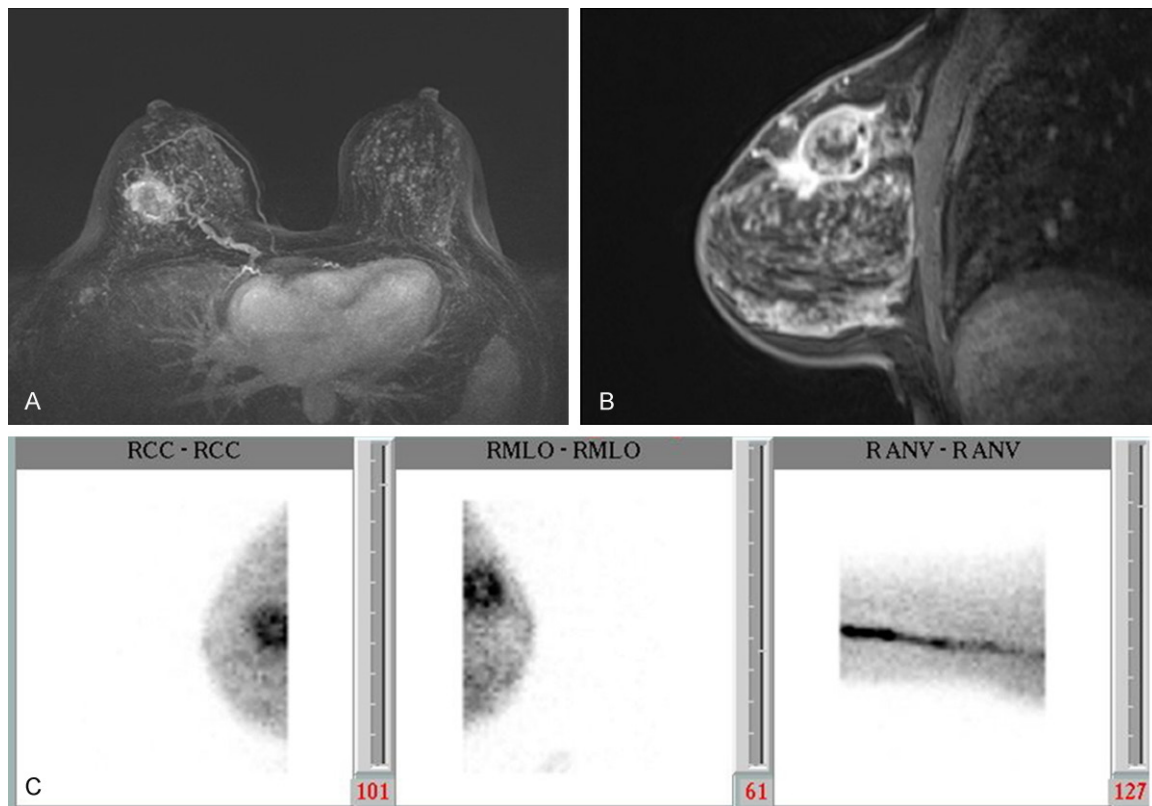 A
B
RCC - RCC
RMLO - RMLO
RANV - RANV
C
101
61
127